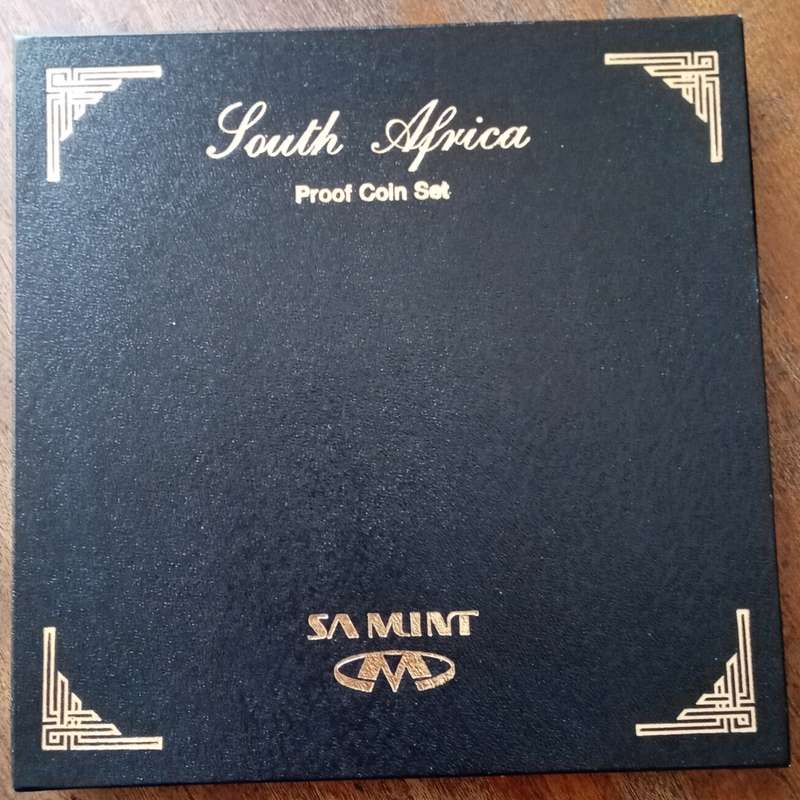 South Africa
Proof Coin Set
SA MINT